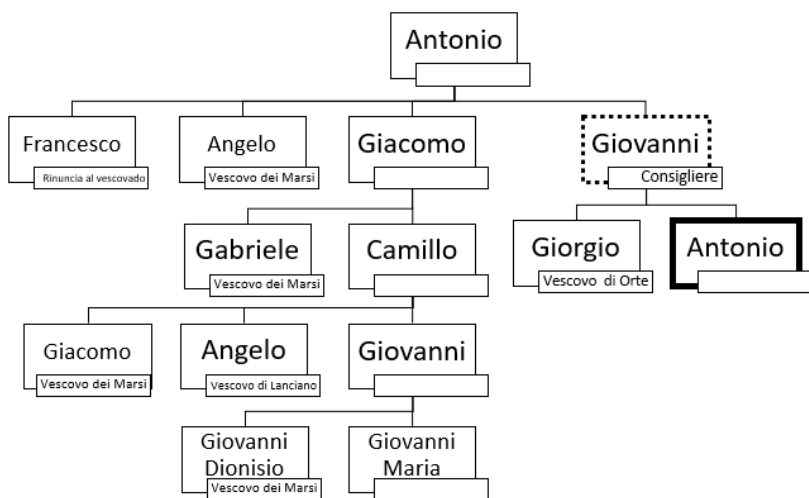 Antonio
Francesco
Rinuncia al vescovado
Angelo
Vescovo dei Marsi
Giacomo
Giovanni
Consigliere
Gabriele
Vescovo dei Marsi
Camillo
Giorgio
Vescovo di Orte
Antonio
Giacomo
Vescovo dei Marsi
Angelo
Vescovo di Lanciano
Giovanni
Giovanni
Dionisio
Vescovo dei Marsi
Giovanni
Maria